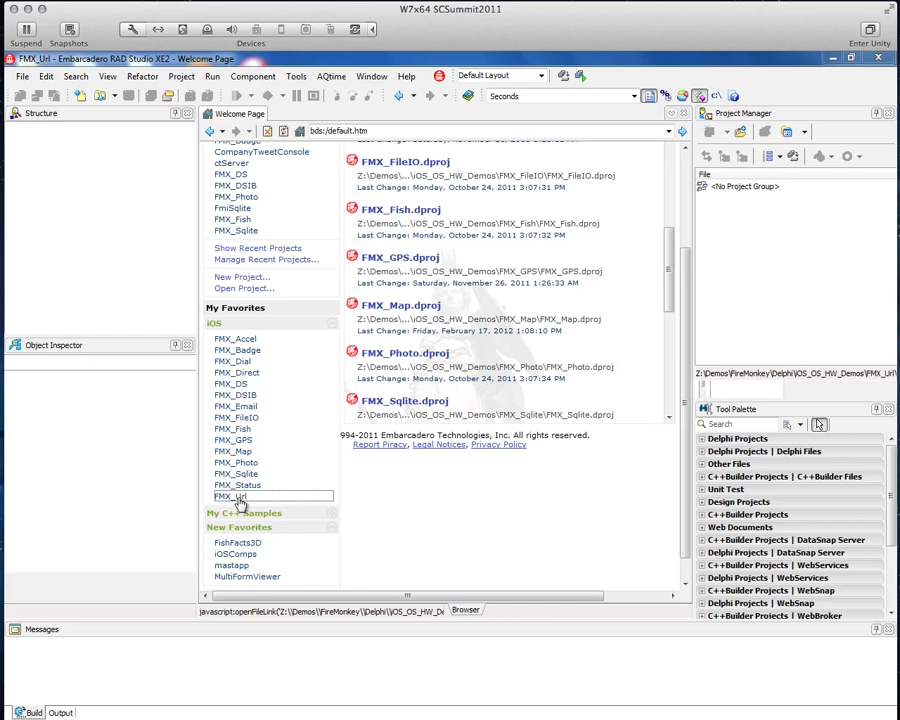 W7x64 SCSummit2011
Suspend
Snapshots
Devices
Enter Unity
FMX_Url - Embarcadero RAD Studio XE2 - Welcome Page
File Edit Search View Refactor Project Run Component Tools AQtime Window Help
Default Layout
Seconds
Structure
Welcome Page
bds:/default.htm
CompanyTweetConsole
ctServer
FMX_DS
FMX_DSIB
FMX_Photo
FmiSqlite
FMX_Fish
FMX_Sqlite
Show Recent Projects
Manage Recent Projects...
New Project...
Open Project...
My Favorites
iOS
FMX_Accel
FMX_Badge
FMX_Dial
FMX_Direct
FMX_DS
FMX_DSIB
FMX_Email
FMX_FileIO
FMX_Fish
FMX_GPS
FMX_Map
FMX_Photo
FMX_Sqlite
FMX_Status
FMX_Url
My C++ Samples
New Favorites
FishFacts3D
iOSComps
mastapp
MultiFormViewer
FMX_FileIO.dproj
Z:\Demos\...\iOS_OS_HW_Demos\FMX_FileIO\FMX_FileIO.dproj
Last Change: Monday, October 24, 2011 3:07:31 PM
FMX_Fish.dproj
Z:\Demos\...\iOS_OS_HW_Demos\FMX_Fish\FMX_Fish.dproj
Last Change: Monday, October 24, 2011 3:07:32 PM
FMX_GPS.dproj
Z:\Demos\...\iOS_OS_HW_Demos\FMX_GPS\FMX_GPS.dproj
Last Change: Saturday, November 26, 2011 1:26:33 AM
FMX_Map.dproj
Z:\Demos\...\iOS_OS_HW_Demos\FMX_Map\FMX_Map.dproj
Last Change: Friday, February 17, 2012 1:08:10 PM
FMX_Photo.dproj
Z:\Demos\...\iOS_OS_HW_Demos\FMX_Photo\FMX_Photo.dproj
Last Change: Monday, October 24, 2011 3:07:34 PM
FMX_Sqlite.dproj
Z:\Demos\...\iOS_OS_HW_Demos\FMX_Sqlite\FMX_Sqlite.dproj
994-2011 Embarcadero Technologies, Inc. All rights reserved.
Report Piracy, Legal Notices, Privacy Policy
javascript:openFileLink('Z:\\Demos\\FireMonkey\\Delphi\\iOS_OS_HW_De
Browser
Object Inspector
Project Manager
File
<No Project Group>
Z:\Demos\FireMonkey\Delphi\iOS_OS_HW_Demos\FMX_Url\
Tool Palette
Search
Delphi Projects
Delphi Projects | Delphi Files
Other Files
C++Builder Projects | C++Builder Files
Unit Test
Design Projects
C++Builder Projects
Web Documents
C++Builder Projects | DataSnap Server
Delphi Projects | DataSnap Server
C++Builder Projects | WebServices
Delphi Projects | WebServices
C++Builder Projects | WebSnap
Delphi Projects | WebSnap
C++Builder Projects | WebBroker
Messages
Build Output